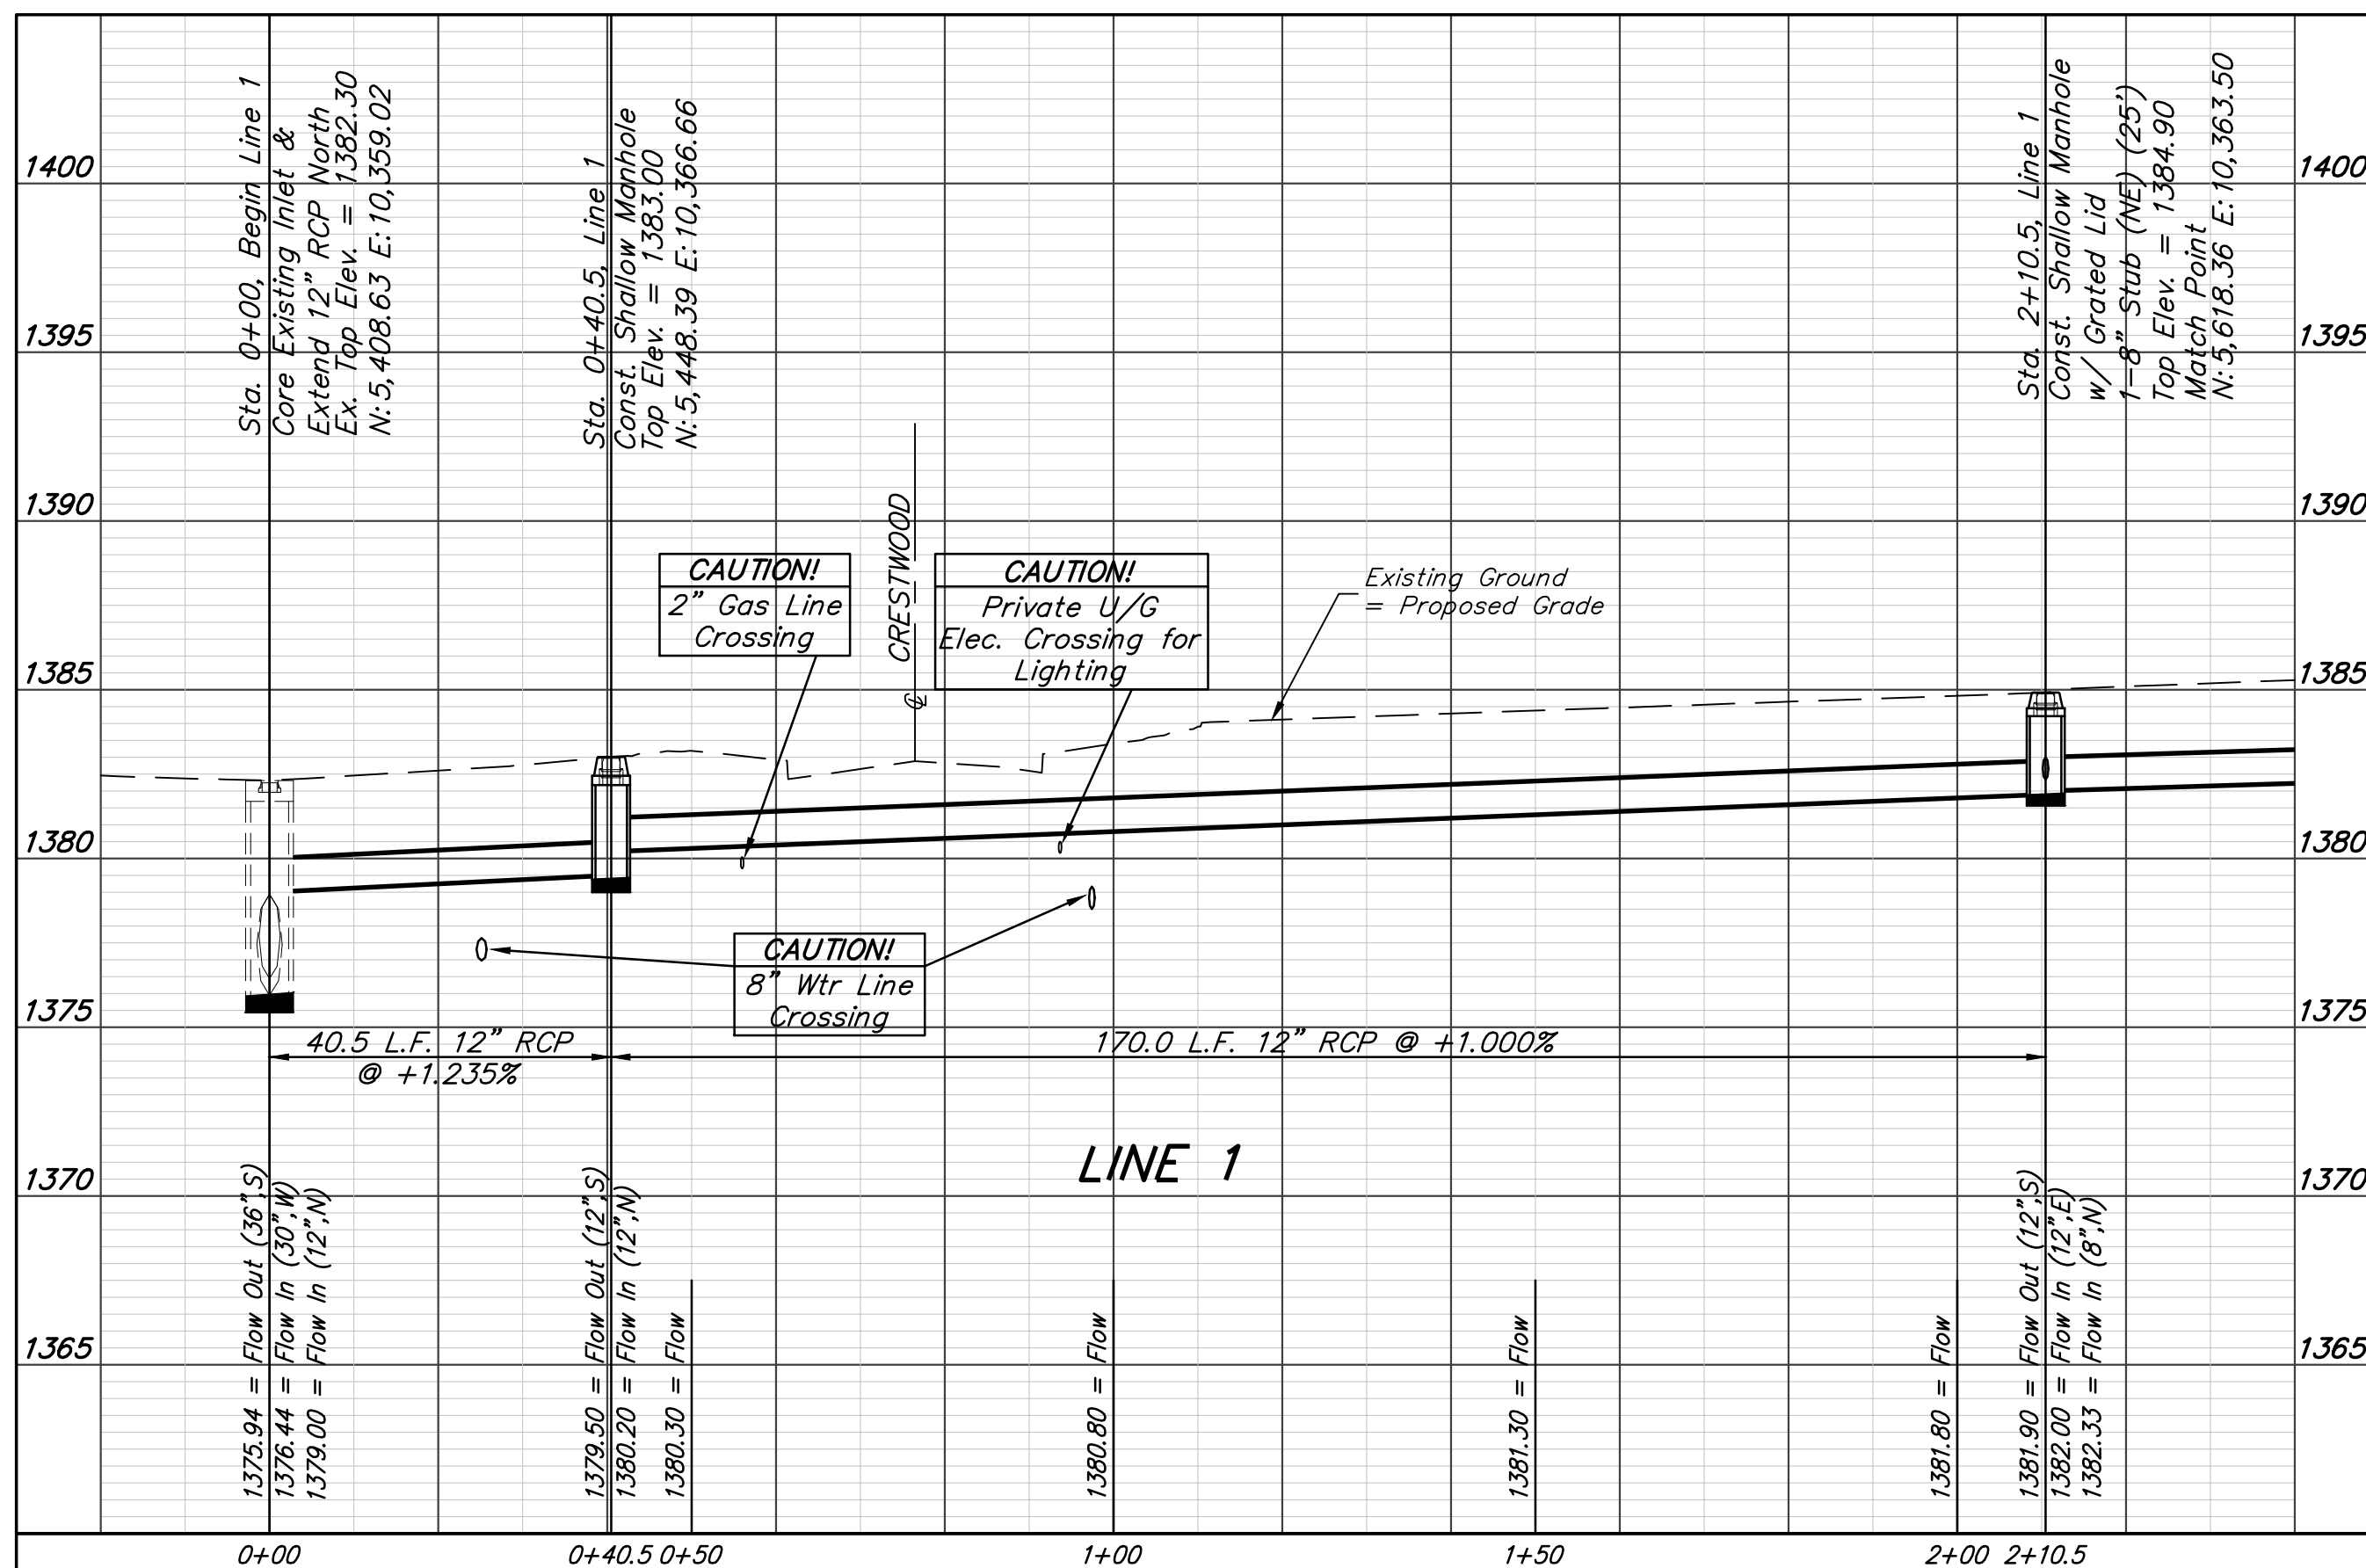 Sta. 0+00, Begin Line 1
Core Existing Inlet &
Extend 12" RCP North
Ex. Top Elev. = 1382.30
N:5,408.63 E:10,359.02
Sta. 0+40.5, Line 1
Const. Shallow Manhole
Top Elev. = 1383.00
N:5,448.39 E:10,366.66
Sta. 2+10.5, Line 1
Const. Shallow Manhole
w/ Grated Lid
1-8" Stub (NE) (25')
Top Elev. = 1384.90
Match Point
N:5,618.36 E:10,363.50
1400
1400
1395
1395
1390
1390
1385
1385
1380
1380
1375
1375
1370
1370
1365
1365
CRESTWOOD
℄
CAUTION!
2" Gas Line
Crossing
CAUTION!
Private U/G
Elec. Crossing for
Lighting
Existing Ground
= Proposed Grade
CAUTION!
8" Wtr Line
Crossing
40.5 L.F. 12" RCP
@ +1.235%
170.0 L.F. 12" RCP @ +1.000%
LINE 1
1375.94 = Flow Out (36",S)
1376.44 = Flow In (30",W)
1379.00 = Flow In (12",N)
1379.50 = Flow Out (12",S)
1380.20 = Flow In (12",N)
1380.30 = Flow
1380.80 = Flow
1381.30 = Flow
1381.80 = Flow
1381.90 = Flow Out (12",S)
1382.00 = Flow In (12",E)
1382.33 = Flow In (8",N)
0+00
0+40.5
0+50
1+00
1+50
2+00
2+10.5